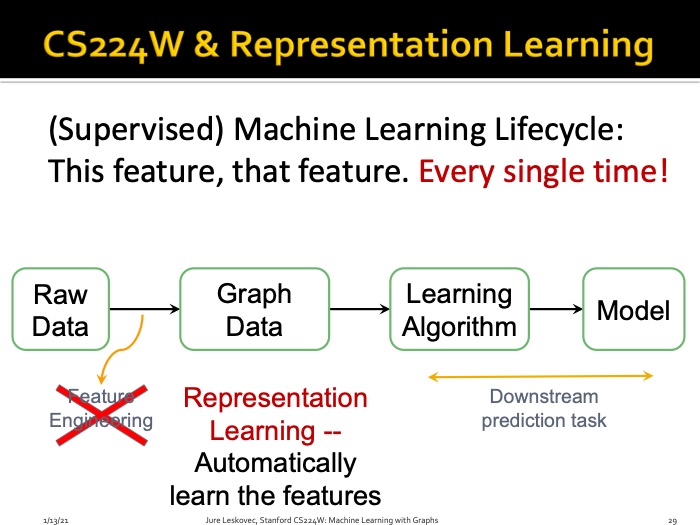 CS224W & Representation Learning
(Supervised) Machine Learning Lifecycle:
This feature, that feature. Every single time!
Raw
Data
Graph
Data
Learning
Algorithm
Model
Feature
Engineering
Representation
Learning --
Automatically
learn the features
Downstream
prediction task
1/13/21
Jure Leskovec, Stanford CS224W: Machine Learning with Graphs
29